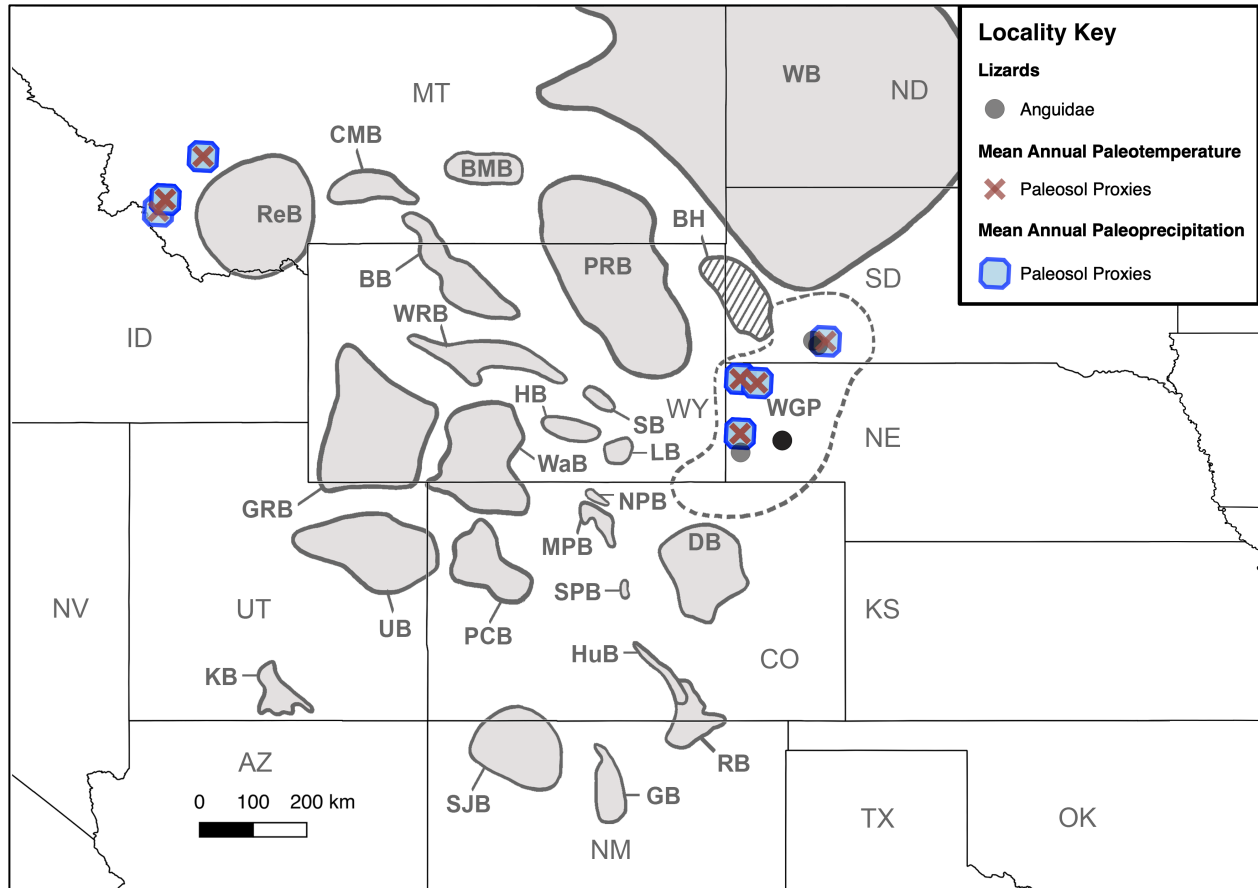 Locality Key
Lizards
Anguidae
Mean Annual Paleotemperature
Paleosol Proxies
Mean Annual Paleoprecipitation
Paleosol Proxies
WB
ND
MT
CMB
BMB
ReB
BH
PRB
BB
SD
WRB
ID
HB
WY
WGP
SB
NE
LB
WaB
GRB
NPB
MPB
DB
SPB
NV
UT
KS
UB
PCB
HuB
CO
KB
AZ
RB
0 100 200 km
SJB
GB
TX
OK
NM